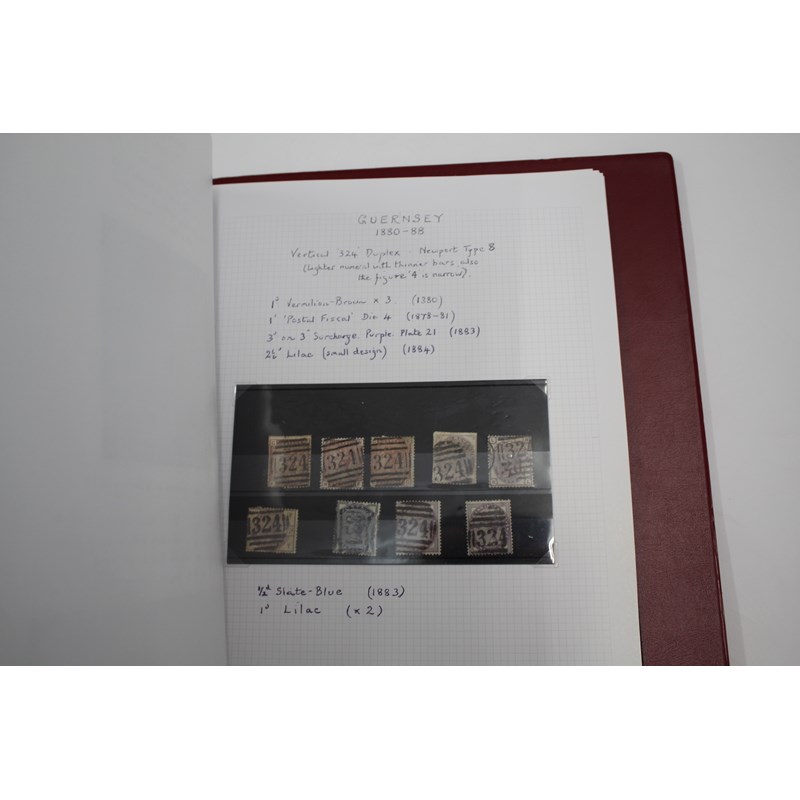 GUERNSEY
1880-88
Vertical '324' Duplex - Newport Type 8
(Lighter numeral with thinner bars, also
the figure '4' is narrow).
1d Vermilion-Brown x 3. (1880)
1d 'Postal Fiscal' Die 4 (1878-81)
3d on 3d Surcharge Purple Plate 21 (1883)
2½d Lilac (small design) (1884)
324
324
324
324
324
324
324
324
½d Slate-Blue (1883)
1d Lilac (x 2)